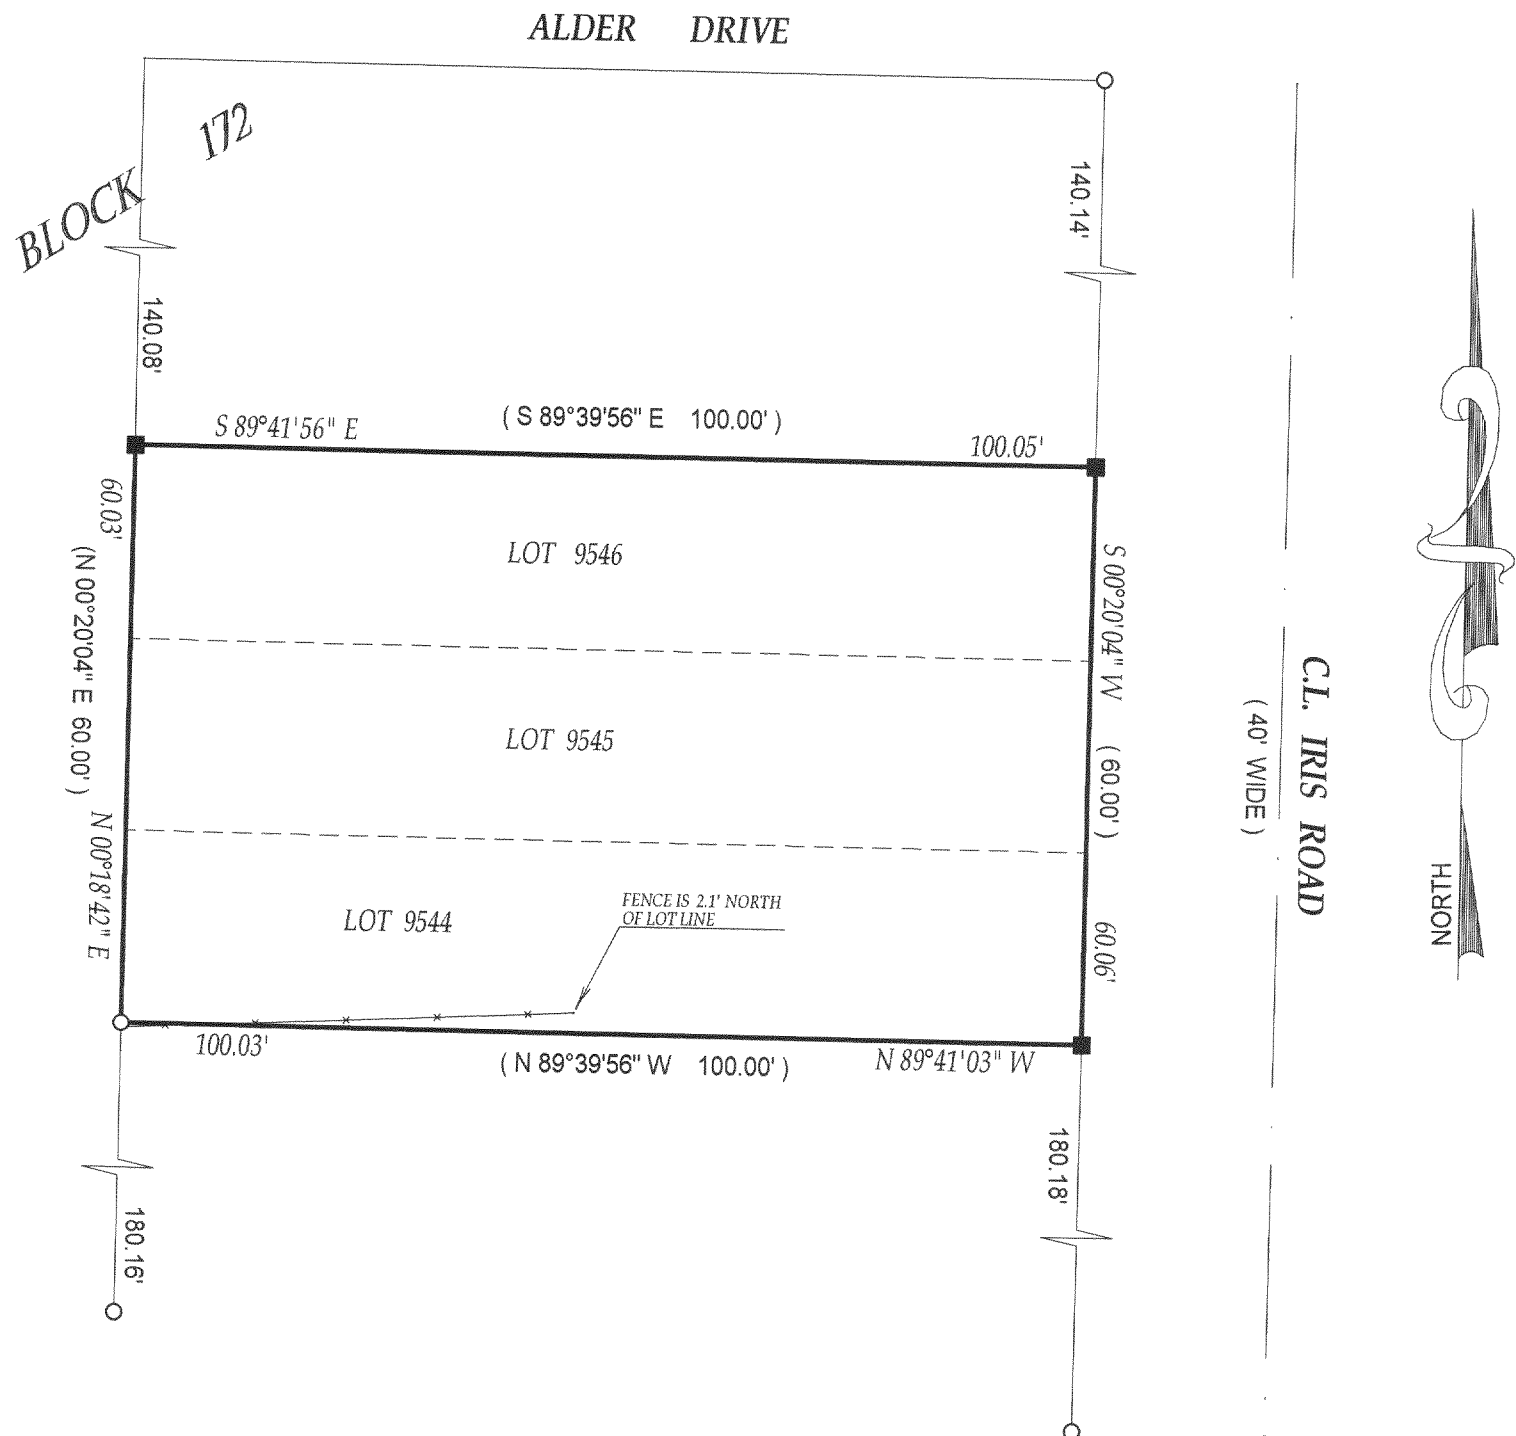 ALDER DRIVE
BLOCK 172
140.14'
140.08'
S 89°41'56" E
( S 89°39'56" E 100.00' )
100.05'
60.03'
(N 00°20'04" E 60.00' )
N 00°18'42" E
LOT 9546
S 00°20'04" W
( 60.00' )
60.06'
LOT 9545
LOT 9544
FENCE IS 2.1' NORTH
OF LOT LINE
100.03'
( N 89°39'56" W 100.00' )
N 89°41'03" W
180.18'
180.16'
C.L. IRIS ROAD
( 40' WIDE )
NORTH